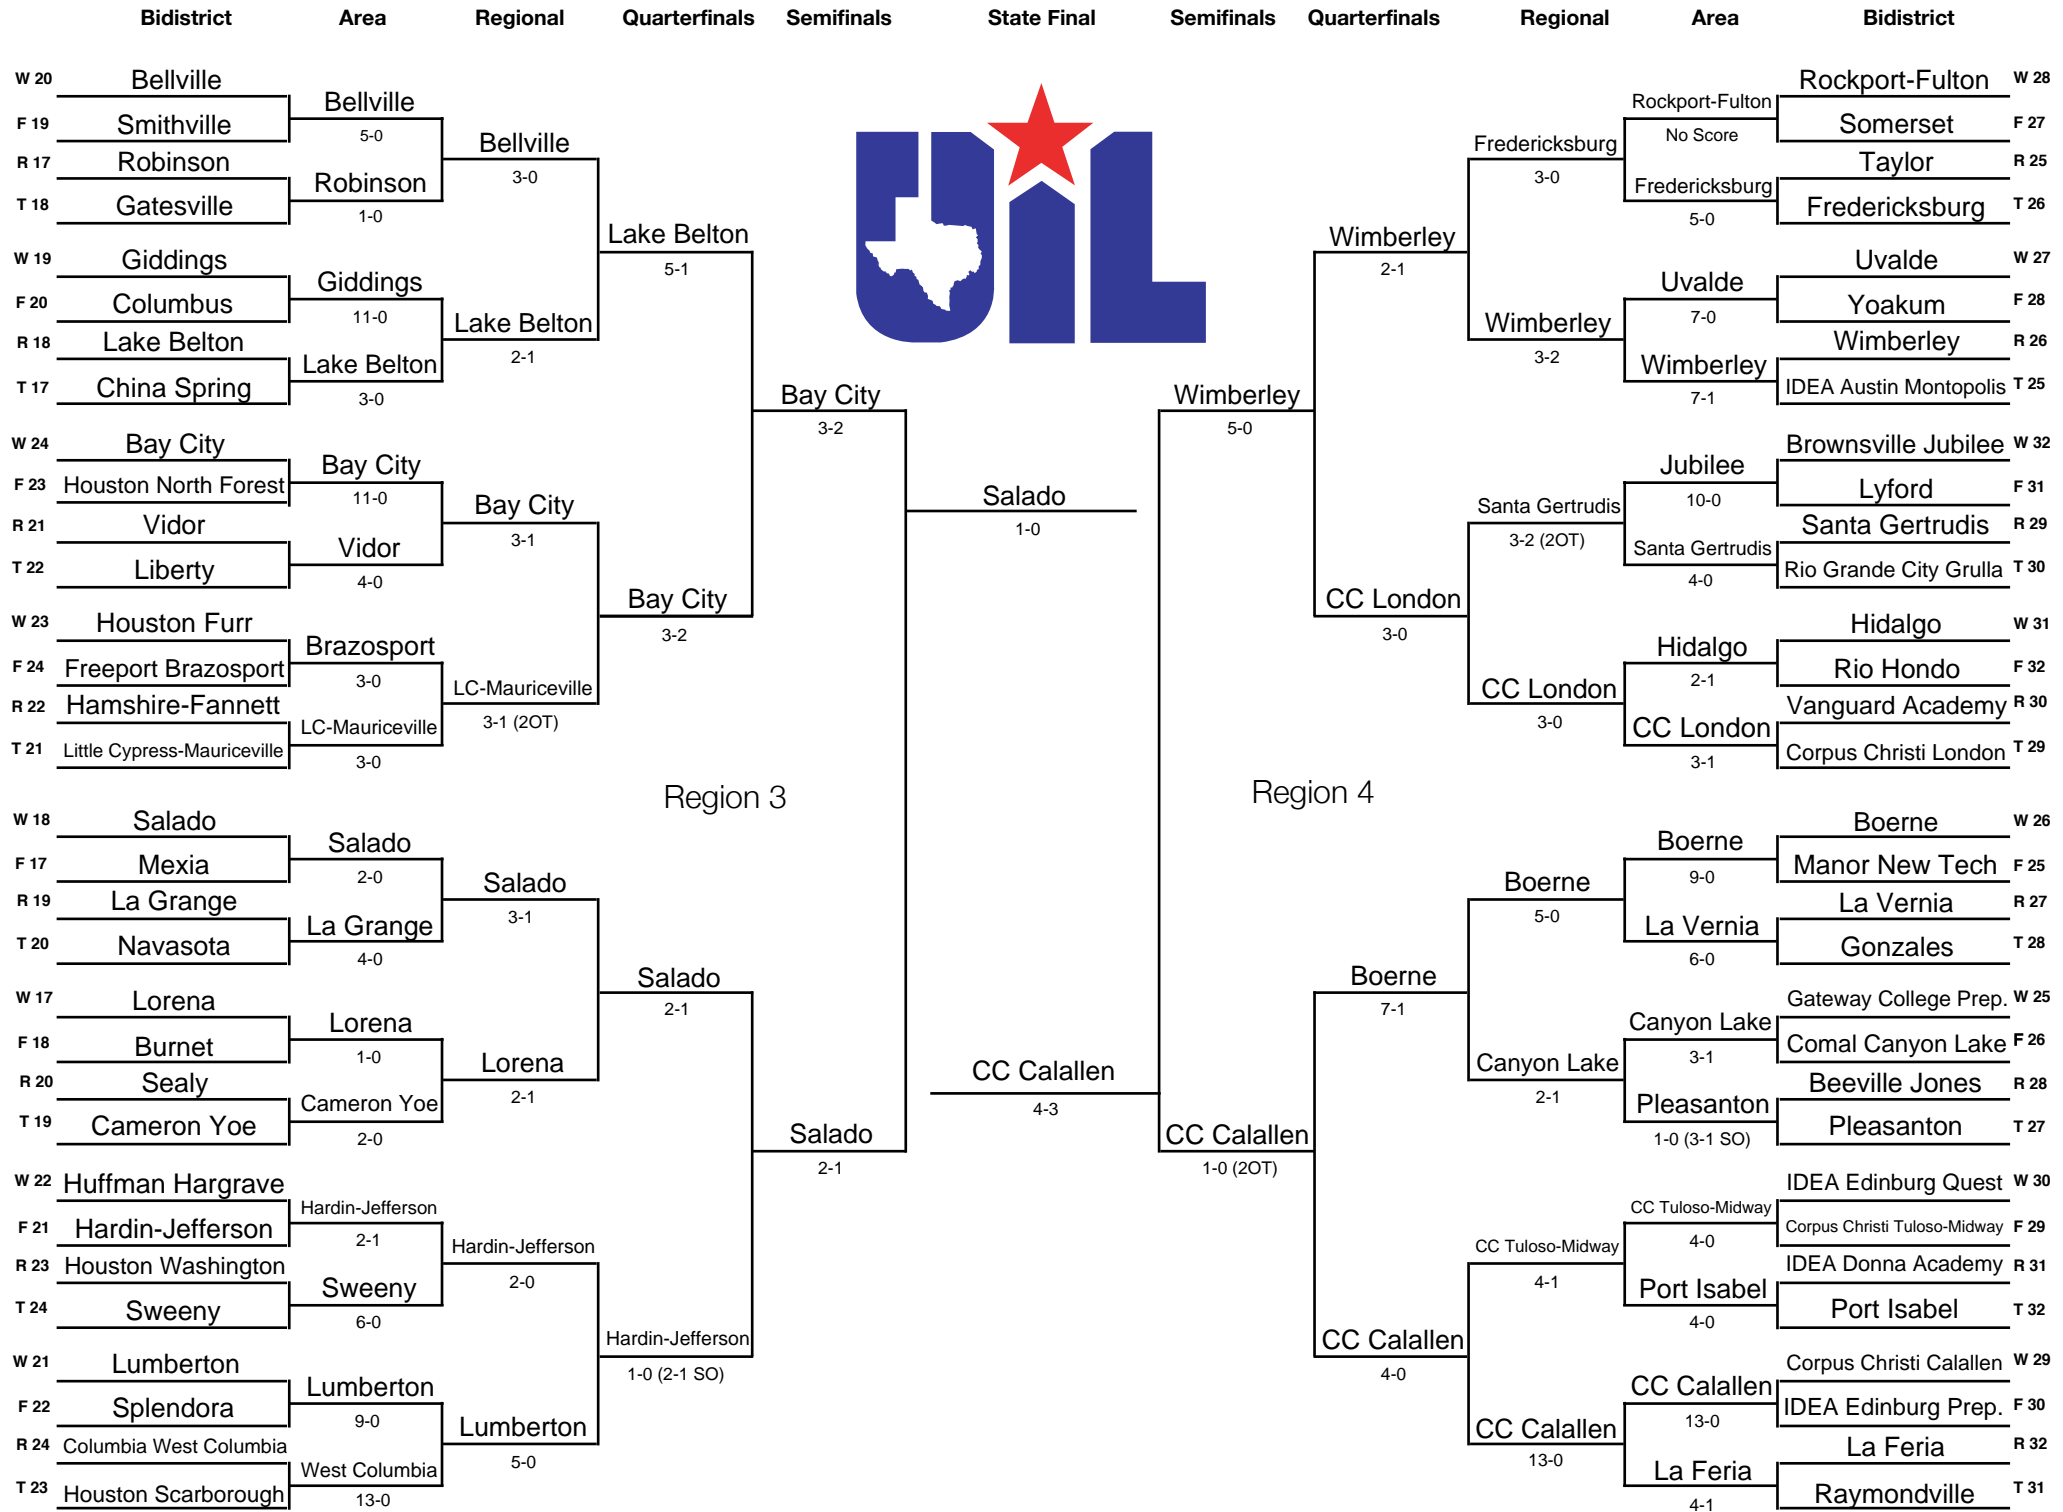 Bidistrict Area Regional Quarterfinals Semifinals State Final Semifinals Quarterfinals Regional Area Bidistrict
W 20 Bellville
F 19 Smithville
R 17 Robinson
T 18 Gatesville
W 19 Giddings
F 20 Columbus
R 18 Lake Belton
T 17 China Spring
W 24 Bay City
F 23 Houston North Forest
R 21 Vidor
T 22 Liberty
W 23 Houston Furr
F 24 Freeport Brazosport
R 22 Hamshire-Fannett
T 21 Little Cypress-Mauriceville
W 18 Salado
F 17 Mexia
R 19 La Grange
T 20 Navasota
W 17 Lorena
F 18 Burnet
R 20 Sealy
T 19 Cameron Yoe
W 22 Huffman Hargrave
F 21 Hardin-Jefferson
R 23 Houston Washington
T 24 Sweeny
W 21 Lumberton
F 22 Splendora
R 24 Columbia West Columbia
T 23 Houston Scarborough
Bellville
5-0
Robinson
1-0
Giddings
11-0
Lake Belton
3-0
Bay City
11-0
Vidor
4-0
Brazosport
3-0
LC-Mauriceville
3-0
Salado
2-0
La Grange
4-0
Lorena
1-0
Cameron Yoe
2-0
Hardin-Jefferson
2-1
Sweeny
6-0
Lumberton
9-0
West Columbia
13-0
Bellville
3-0
Lake Belton
2-1
Bay City
3-1
LC-Mauriceville
3-1 (2OT)
Salado
3-1
Lorena
2-1
Hardin-Jefferson
2-0
Lumberton
5-0
Lake Belton
5-1
Bay City
3-2
Salado
2-1
Hardin-Jefferson
1-0 (2-1 SO)
Bay City
3-2
Salado
2-1
Region 3
UIL
Salado
1-0
CC Calallen
4-3
Region 4
Wimberley
5-0
CC Calallen
1-0 (2OT)
Wimberley
2-1
CC London
3-0
Boerne
7-1
CC Calallen
4-0
Fredericksburg
3-0
Wimberley
3-2
Santa Gertrudis
3-2 (2OT)
CC London
3-0
Boerne
5-0
Canyon Lake
2-1
CC Tuloso-Midway
4-1
CC Calallen
13-0
Rockport-Fulton
No Score
Fredericksburg
5-0
Uvalde
7-0
Wimberley
7-1
Jubilee
10-0
Santa Gertrudis
4-0
Hidalgo
2-1
CC London
3-1
Boerne
9-0
La Vernia
6-0
Canyon Lake
3-1
Pleasanton
1-0 (3-1 SO)
CC Tuloso-Midway
4-0
Port Isabel
4-0
CC Calallen
13-0
La Feria
4-1
Rockport-Fulton W 28
Somerset F 27
Taylor R 25
Fredericksburg T 26
Uvalde W 27
Yoakum F 28
Wimberley R 26
IDEA Austin Montopolis T 25
Brownsville Jubilee W 32
Lyford F 31
Santa Gertrudis R 29
Rio Grande City Grulla T 30
Hidalgo W 31
Rio Hondo F 32
Vanguard Academy R 30
Corpus Christi London T 29
Boerne W 26
Manor New Tech F 25
La Vernia R 27
Gonzales T 28
Gateway College Prep. W 25
Comal Canyon Lake F 26
Beeville Jones R 28
Pleasanton T 27
IDEA Edinburg Quest W 30
Corpus Christi Tuloso-Midway F 29
IDEA Donna Academy R 31
Port Isabel T 32
Corpus Christi Calallen W 29
IDEA Edinburg Prep. F 30
La Feria R 32
Raymondville T 31